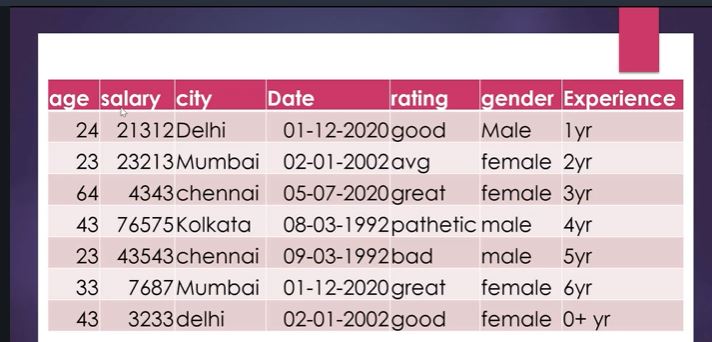 age salary city Date rating gender Experience
24 21312 Delhi 01-12-2020 good Male 1yr
23 23213 Mumbai 02-01-2002 avg female 2yr
64 4343 chennai 05-07-2020 great female 3yr
43 76575 Kolkata 08-03-1992 pathetic male 4yr
23 43543 chennai 09-03-1992 bad male 5yr
33 7687 Mumbai 01-12-2020 great female 6yr
43 3233 delhi 02-01-2002 good female 0+ yr